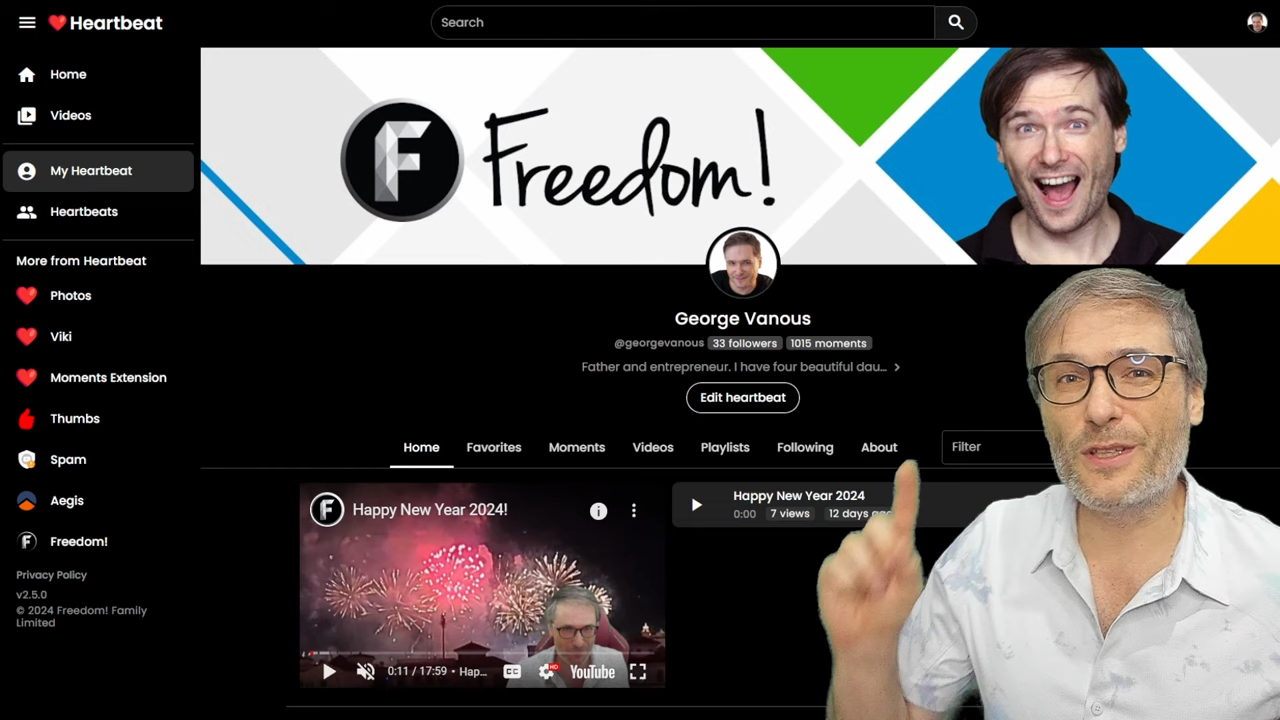 Heartbeat
Search
Home
Videos
My Heartbeat
Heartbeats
More from Heartbeat
Photos
Viki
Moments Extension
Thumbs
Spam
Aegis
Freedom!
Privacy Policy
v2.5.0
© 2024 Freedom! Family
Limited
F Freedom!
George Vanous
@georgevanous 33 followers 1015 moments
Father and entrepreneur. I have four beautiful dau... >
Edit heartbeat
Home Favorites Moments Videos Playlists Following About Filter
F Happy New Year 2024!
0:11 / 17:59 • Hap... CC HD YouTube
Happy New Year 2024
0:00 7 views 12 days ago